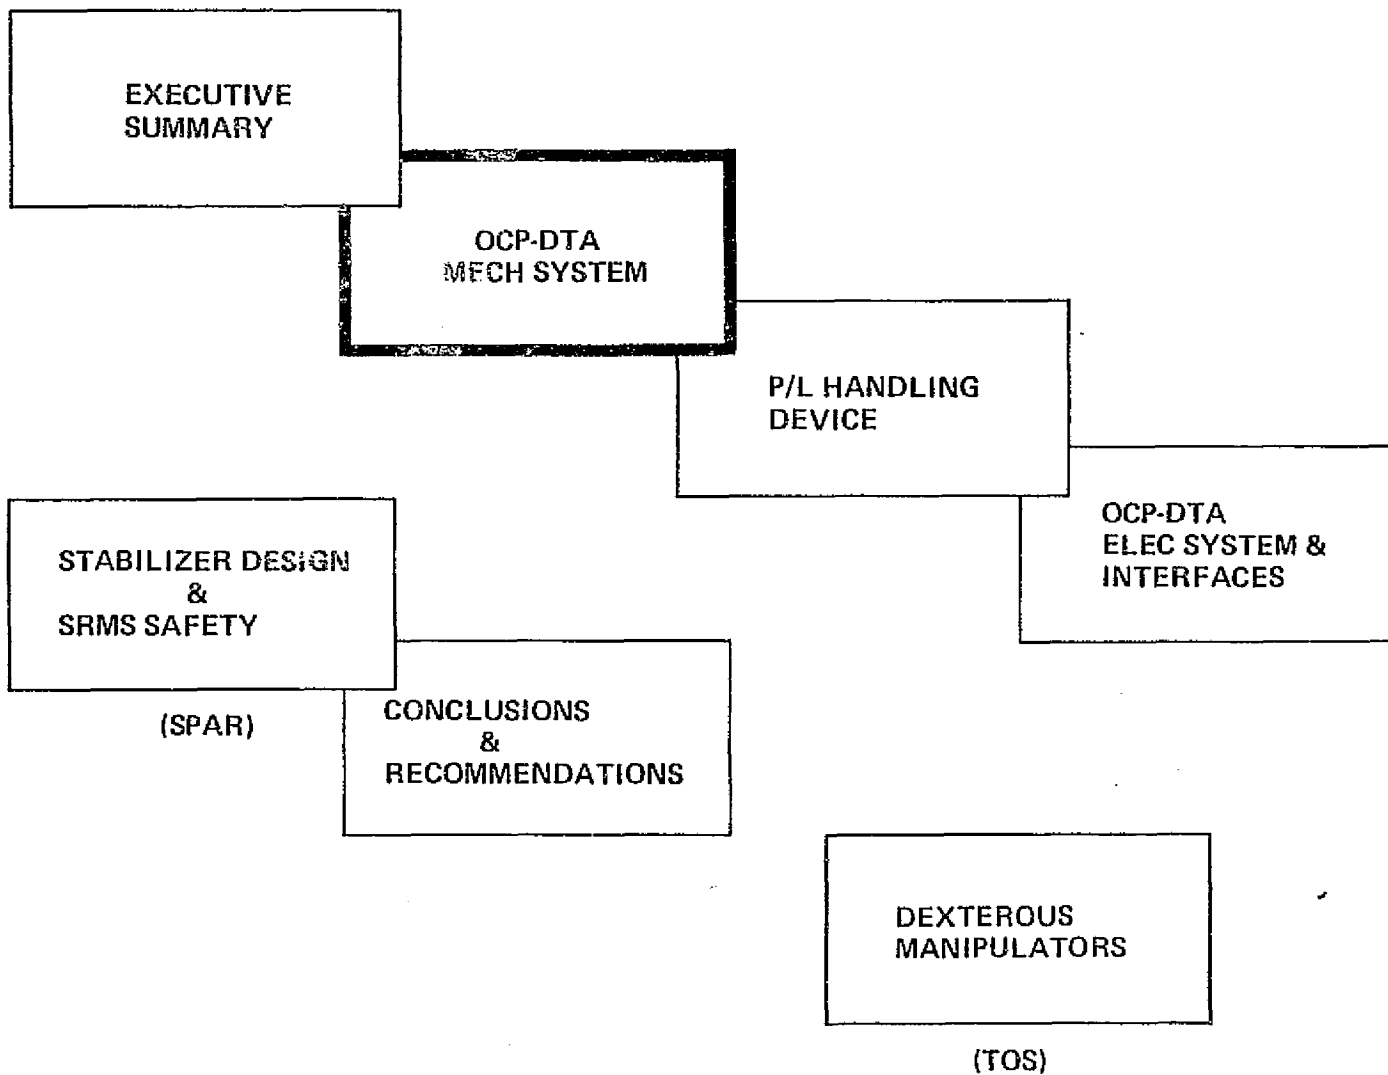 EXECUTIVE
SUMMARY
OCP-DTA
MECH SYSTEM
P/L HANDLING
DEVICE
OCP-DTA
ELEC SYSTEM &
INTERFACES
STABILIZER DESIGN
&
SRMS SAFETY
(SPAR)
CONCLUSIONS
&
RECOMMENDATIONS
DEXTEROUS
MANIPULATORS
(TOS)